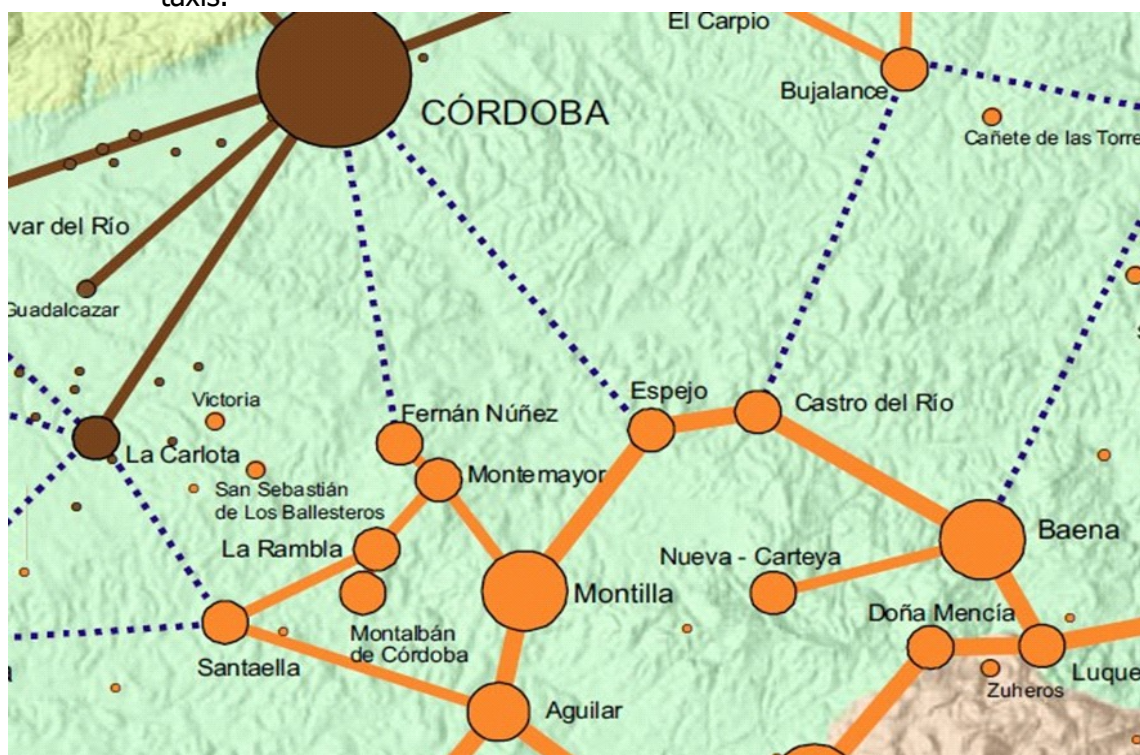 taxis.
El Carpio
CÓRDOBA
Bujalance
Cañete de las Torre
var del Río
Guadalcazar
Espejo
Castro del Río
Victoria
Fernán Núñez
La Carlota
Montemayor
San Sebastián
de Los Ballesteros
Baena
La Rambla
Nueva - Carteya
Montilla
Doña Mencía
Montalbán
de Córdoba
Santaella
Luque
Zuheros
Aguilar